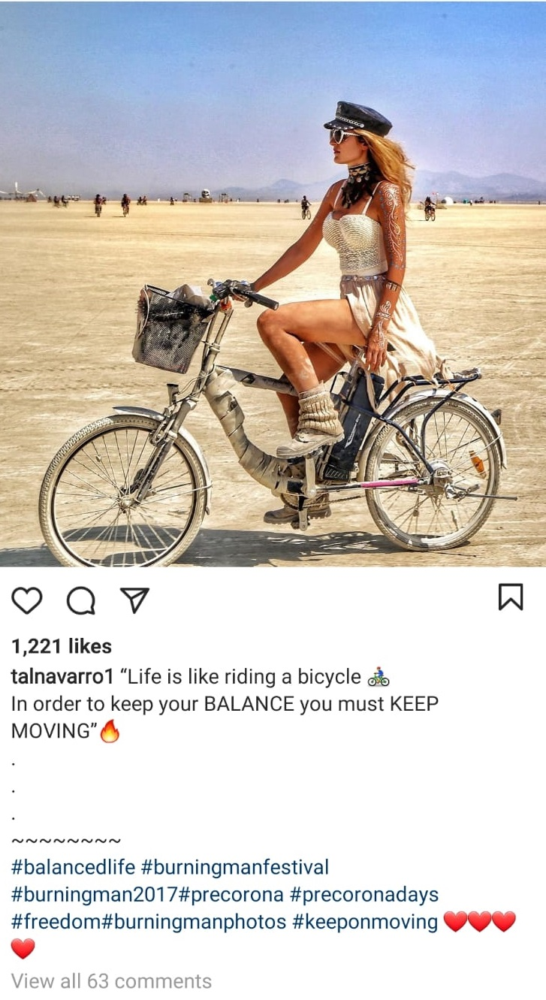 1,221 likes
talnavarro1 “Life is like riding a bicycle 🚴
In order to keep your BALANCE you must KEEP
MOVING”🔥
.
.
.
~~~~~~~~
#balancedlife #burningmanfestival
#burningman2017#precorona #precoronadays
#freedom#burningmanphotos #keeponmoving ❤️❤️❤️
❤️
View all 63 comments